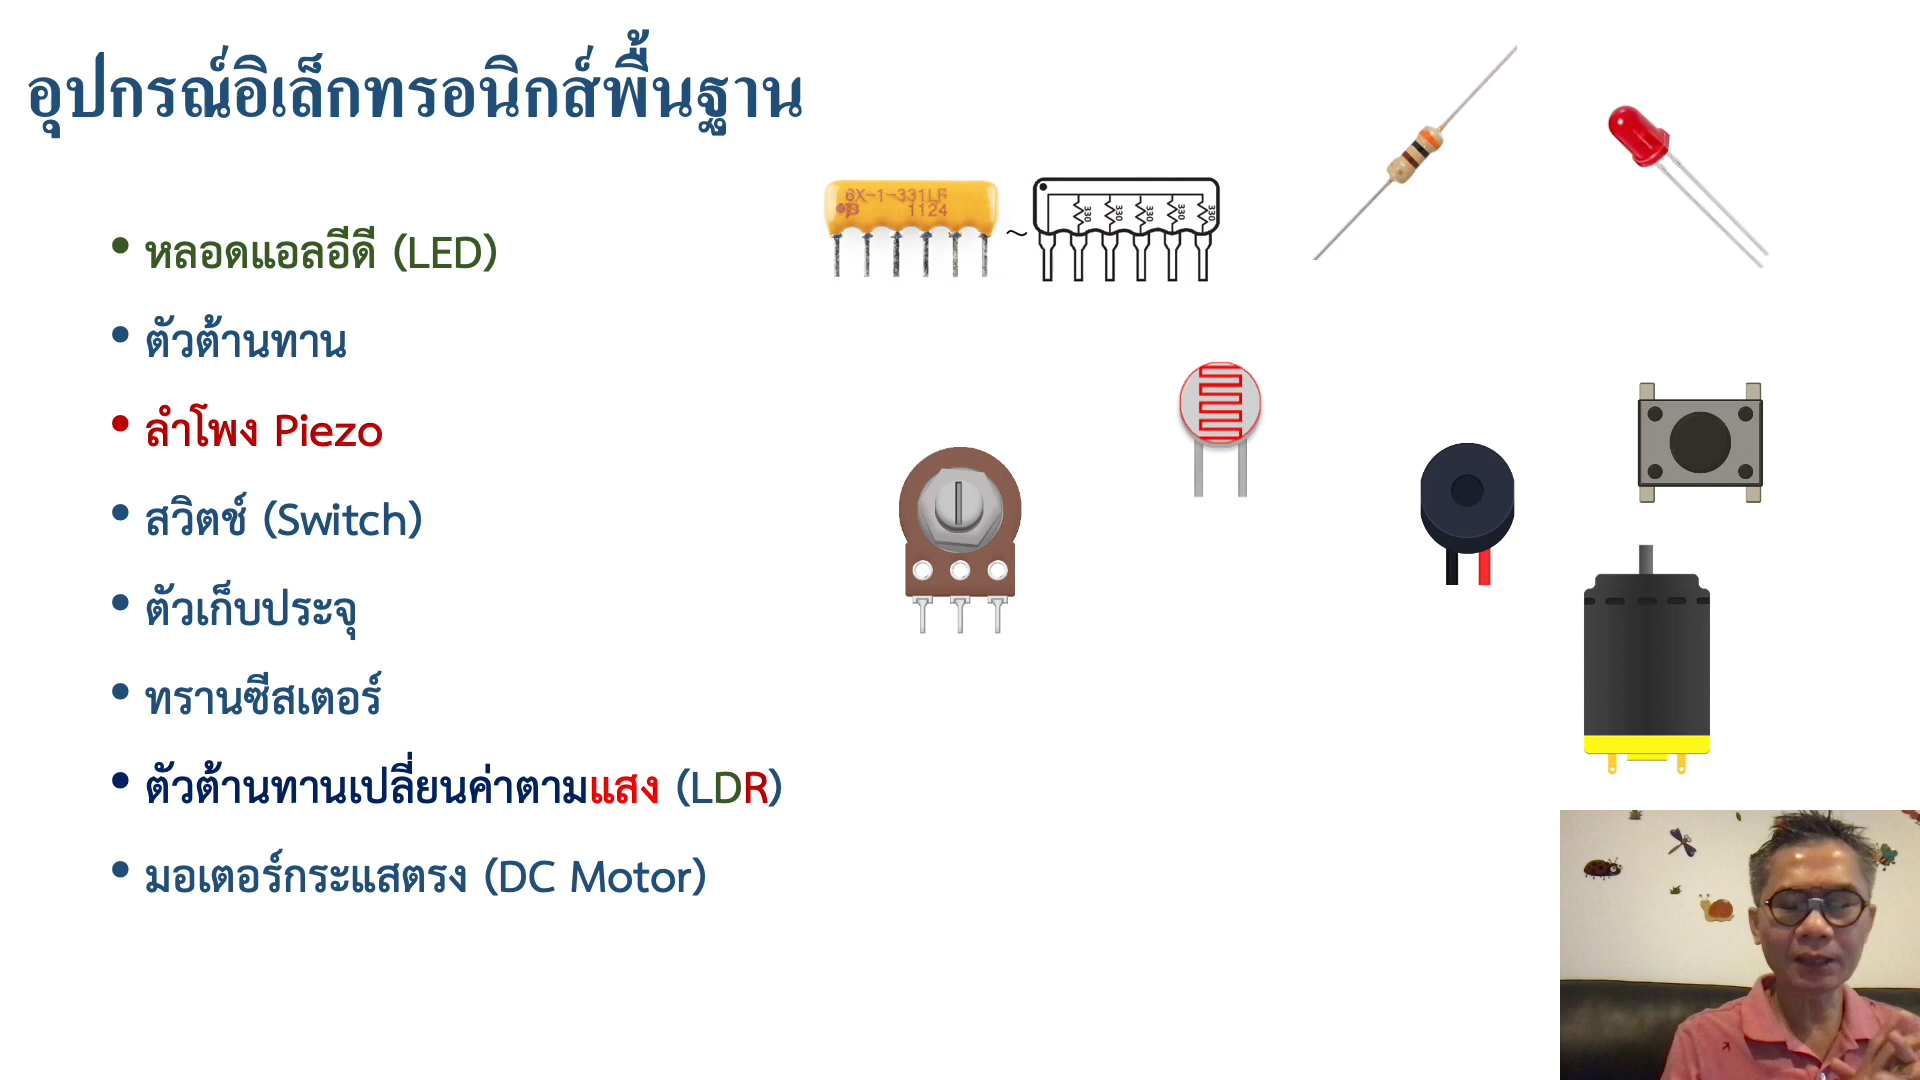 อุปกรณ์อิเล็กทรอนิกส์พื้นฐาน
• หลอดแอลอีดี (LED)
• ตัวต้านทาน
• ลำโพง Piezo
• สวิตช์ (Switch)
• ตัวเก็บประจุ
• ทรานซีสเตอร์
• ตัวต้านทานเปลี่ยนค่าตามแสง (LDR)
• มอเตอร์กระแสตรง (DC Motor)
6X-1-331LF
1124
~
330 330 330 330 330